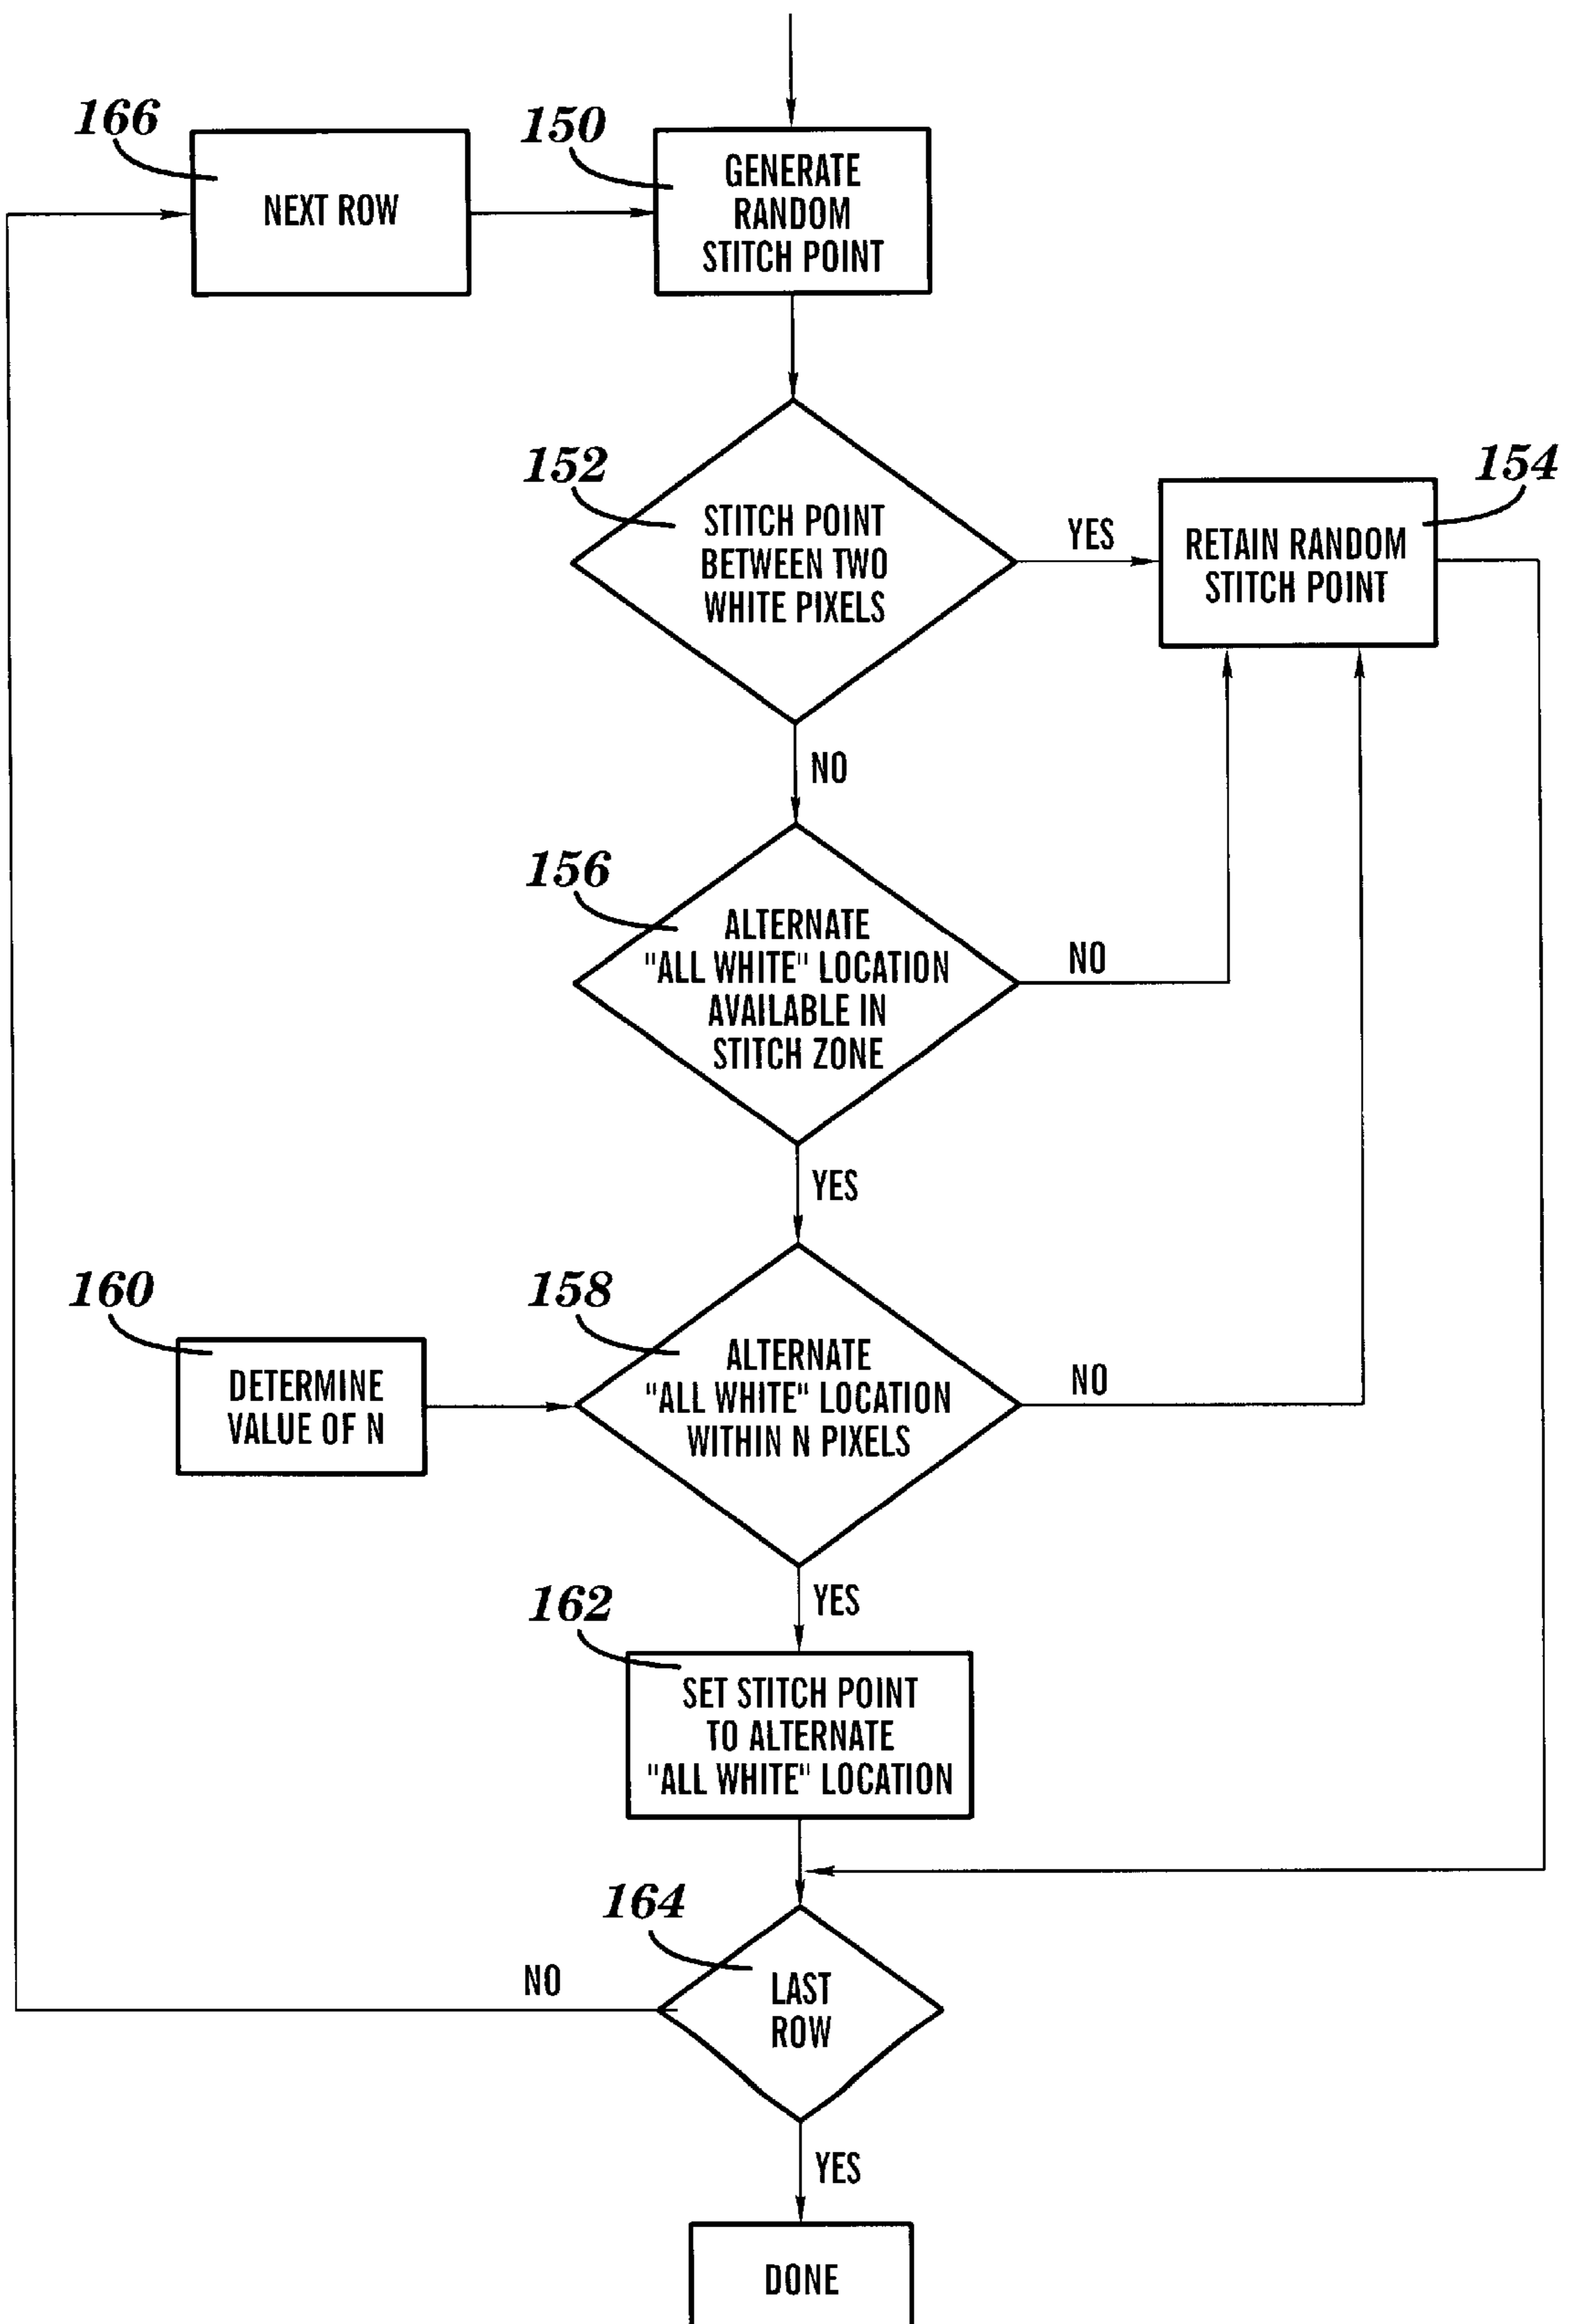 166
NEXT ROW
150
GENERATE
RANDOM
STITCH POINT
152
STITCH POINT
BETWEEN TWO
WHITE PIXELS
YES
154
RETAIN RANDOM
STITCH POINT
NO
156
ALTERNATE
"ALL WHITE" LOCATION
AVAILABLE IN
STITCH ZONE
NO
YES
160
DETERMINE
VALUE OF N
158
ALTERNATE
"ALL WHITE" LOCATION
WITHIN N PIXELS
NO
YES
162
SET STITCH POINT
TO ALTERNATE
"ALL WHITE" LOCATION
164
LAST
ROW
NO
YES
DONE